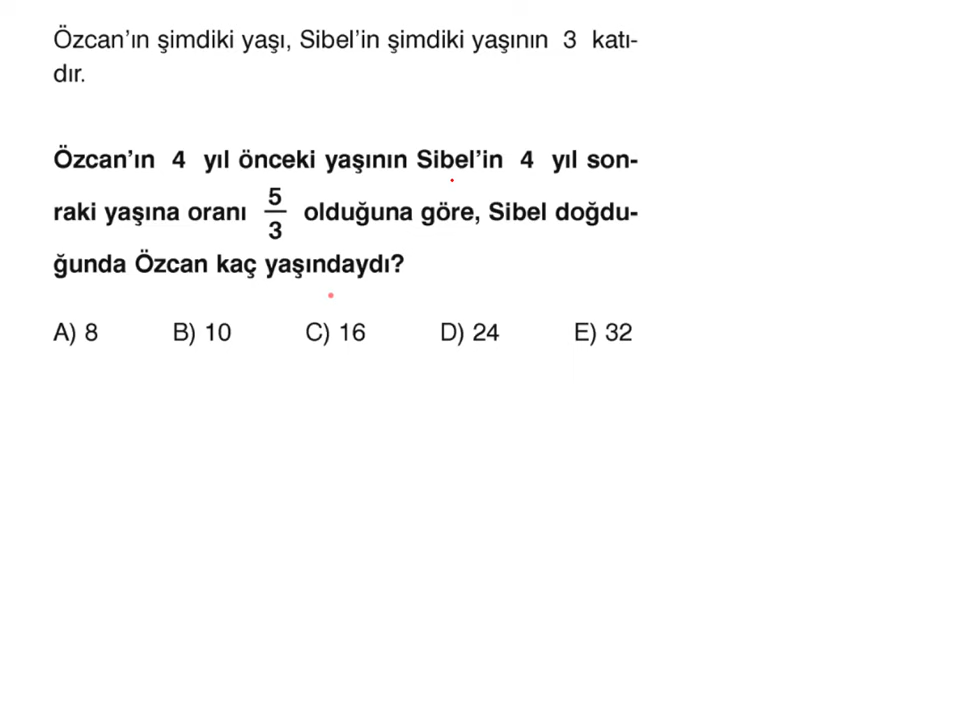 Özcan'ın şimdiki yaşı, Sibel'in şimdiki yaşının 3 katı-
dır.
Özcan'ın 4 yıl önceki yaşının Sibel'in 4 yıl son-
raki yaşına oranı 5/3 olduğuna göre, Sibel doğdu-
ğunda Özcan kaç yaşındaydı?
A) 8 B) 10 C) 16 D) 24 E) 32